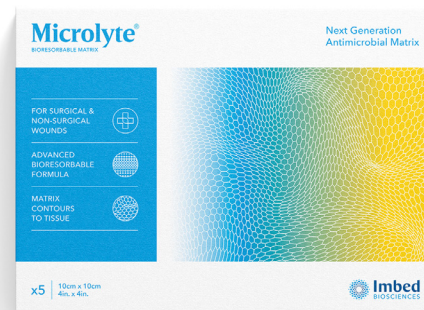 Microlyte®
BIORESORBABLE MATRIX
Next Generation
Antimicrobial Matrix
FOR SURGICAL &
NON-SURGICAL
WOUNDS
ADVANCED
BIORESORBABLE
FORMULA
MATRIX
CONTOURS
TO TISSUE
x5
10cm x 10cm
4in. x 4in.
Imbed
BIOSCIENCES